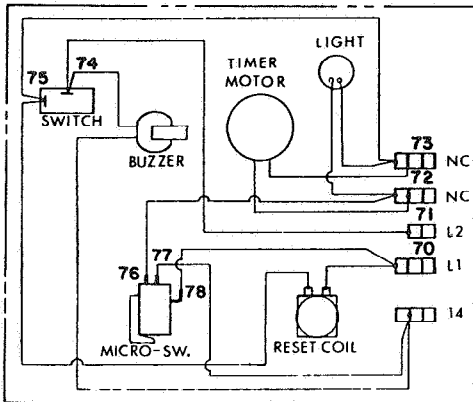 LIGHT
TIMER
MOTOR
75
74
SWITCH
BUZZER
73
NC
72
NC
71
L2
70
L1
76
77
78
14
MICRO-SW.
RESET COIL